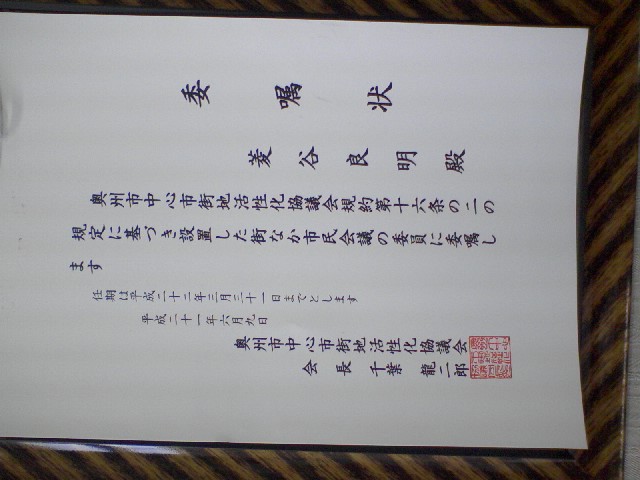 委嘱状
菱谷良明殿
奥州市中心市街地活性化協議会規約第十六条の二の
規定に基づき設置した街なか市民会議の委員に委嘱し
ます
任期は平成二十二年三月三十一日までとします
平成二十一年六月九日
奥州市中心市街地活性化協議会
会長 千葉 龍二郎